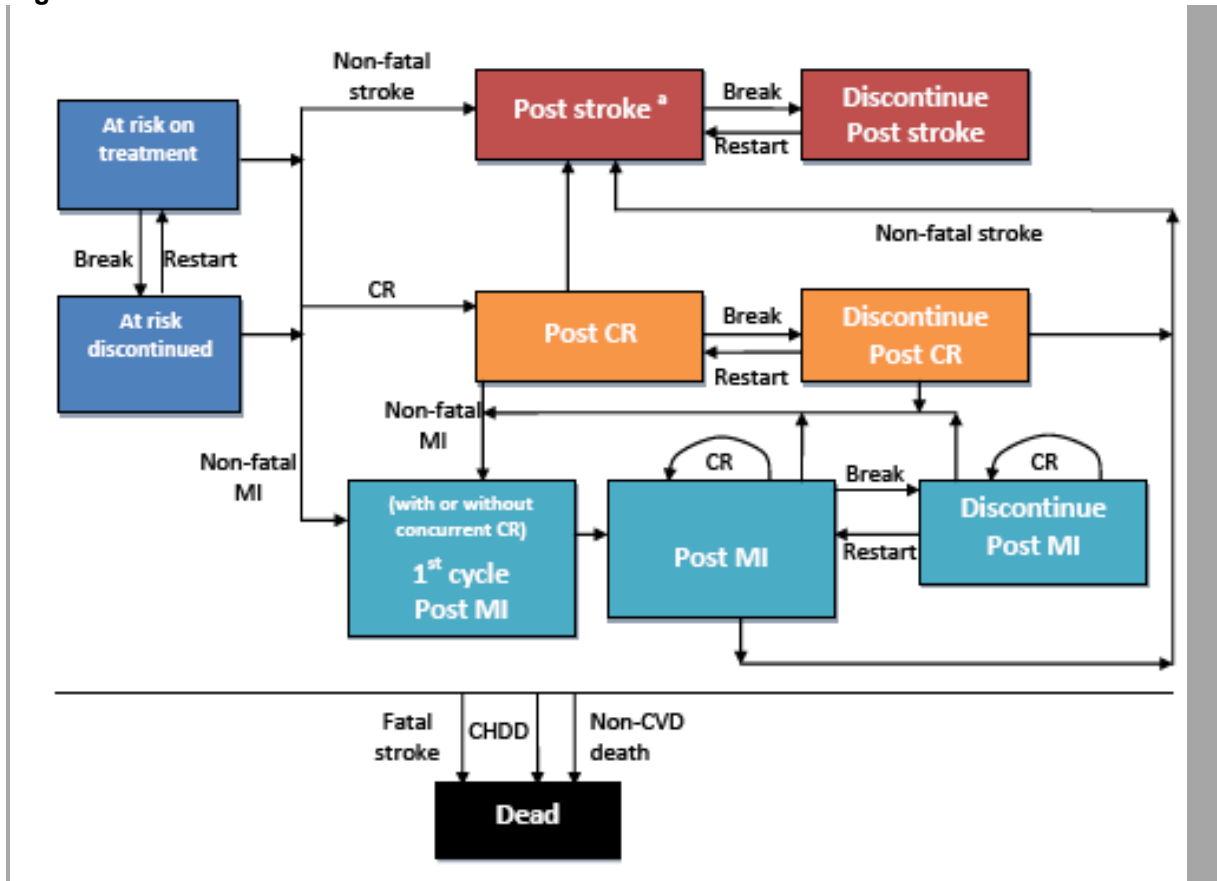 Non-fatal
stroke
Post stroke a
Break
Restart
Discontinue
Post stroke
At risk on
treatment
Break
Restart
At risk
discontinued
Non-fatal stroke
CR
Post CR
Break
Restart
Discontinue
Post CR
Non-fatal
MI
Non-fatal
MI
(with or without
concurrent CR)
1st cycle
Post MI
CR
Post MI
Break
Restart
CR
Discontinue
Post MI
Fatal
stroke
CHDD
Non-CVD
death
Dead